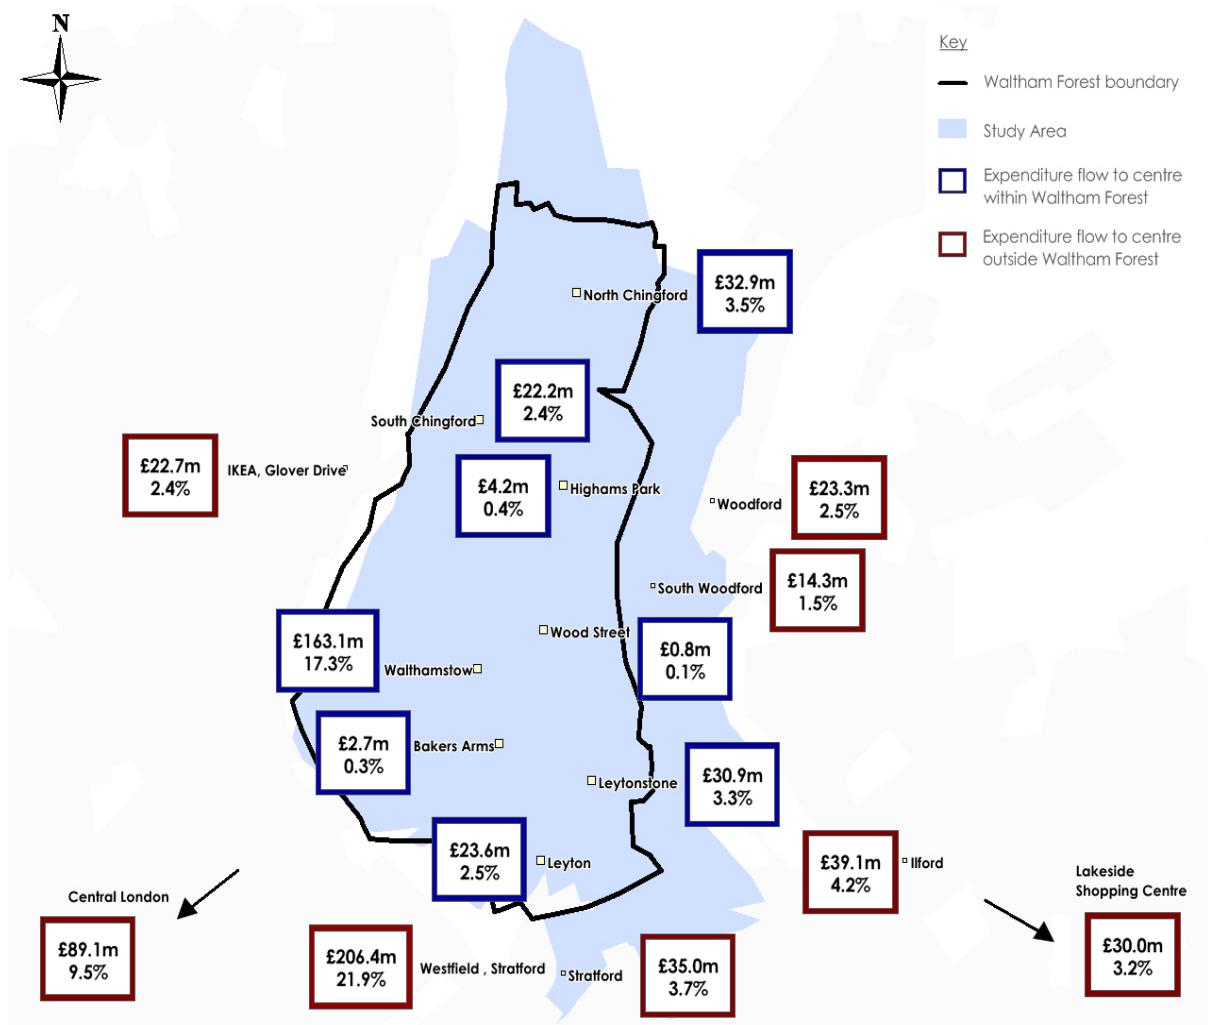 N
Key
Waltham Forest boundary
Study Area
Expenditure flow to centre
within Waltham Forest
Expenditure flow to centre
outside Waltham Forest
North Chingford
£32.9m
3.5%
£22.2m
2.4%
South Chingford
£22.7m
2.4%
IKEA, Glover Drive
£4.2m
0.4%
Highams Park
Woodford
£23.3m
2.5%
South Woodford
£14.3m
1.5%
£163.1m
17.3%
Walthamstow
Wood Street
£0.8m
0.1%
£2.7m
0.3%
Bakers Arms
Leytonstone
£30.9m
3.3%
£23.6m
2.5%
Leyton
£39.1m
4.2%
Ilford
Lakeside
Shopping Centre
£30.0m
3.2%
Central London
£89.1m
9.5%
£206.4m
21.9%
Westfield , Stratford
Stratford
£35.0m
3.7%